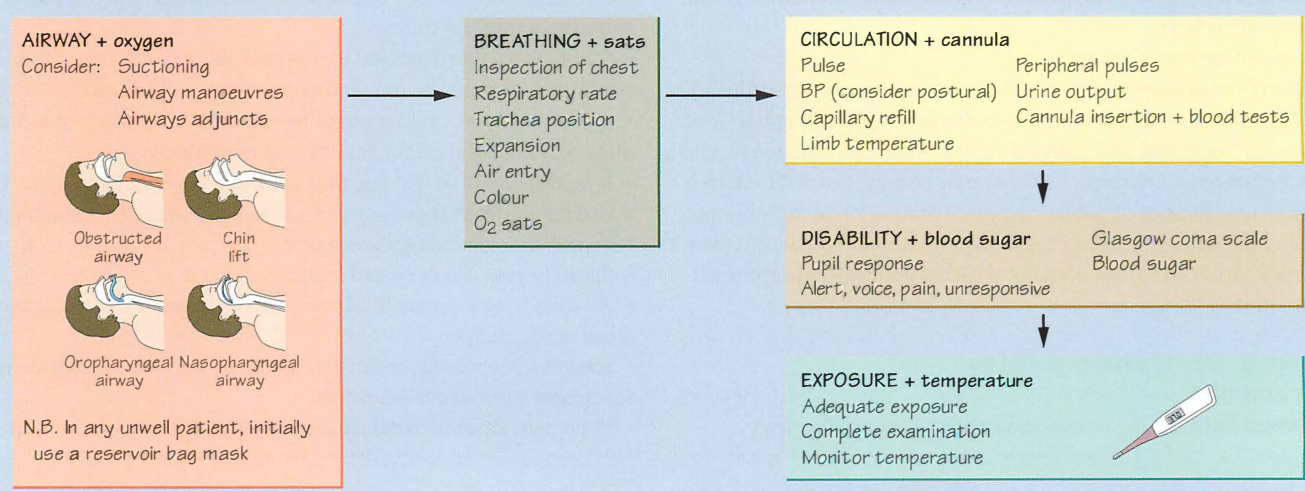 AIRWAY + oxygen
Consider: Suctioning
Airway manoeuvres
Airways adjuncts
Obstructed
airway
Chin
lift
Oropharyngeal
airway
Nasopharyngeal
airway
N.B. In any unwell patient, initially
use a reservoir bag mask
BREATHING + sats
Inspection of chest
Respiratory rate
Trachea position
Expansion
Air entry
Colour
O₂ sats
CIRCULATION + cannula
Pulse
BP (consider postural)
Capillary refill
Limb temperature
Peripheral pulses
Urine output
Cannula insertion + blood tests
DISABILITY + blood sugar
Pupil response
Alert, voice, pain, unresponsive
Glasgow coma scale
Blood sugar
EXPOSURE + temperature
Adequate exposure
Complete examination
Monitor temperature